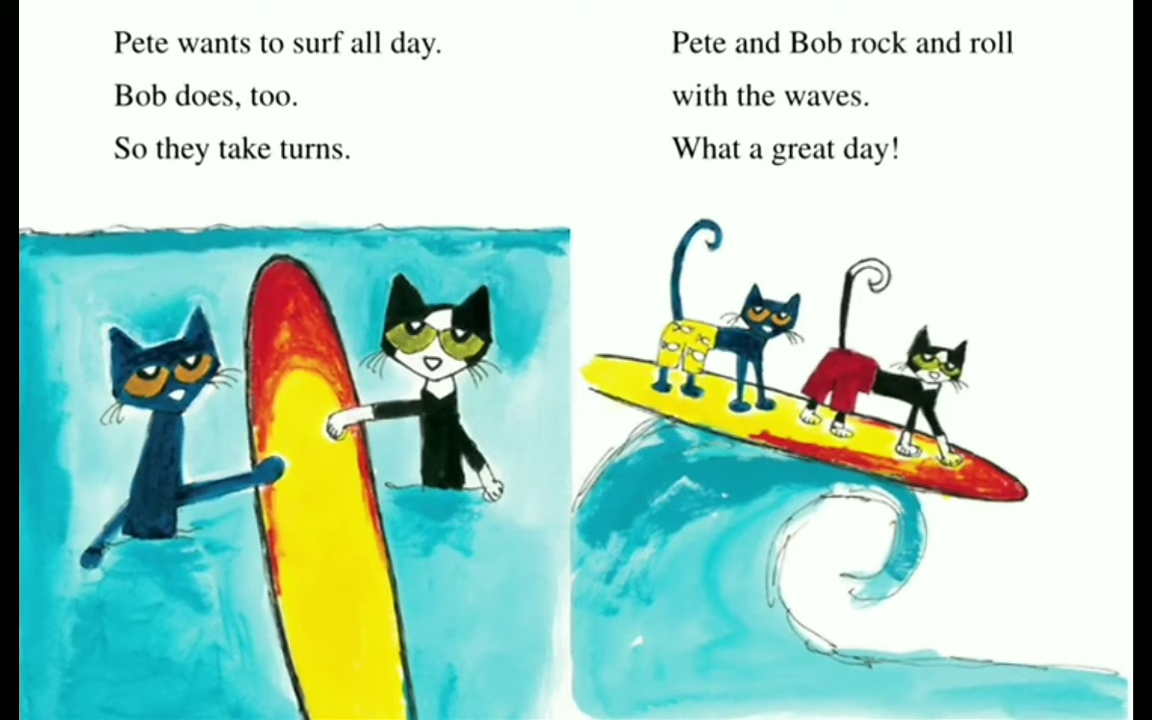 Pete wants to surf all day.
Bob does, too.
So they take turns.
Pete and Bob rock and roll
with the waves.
What a great day!